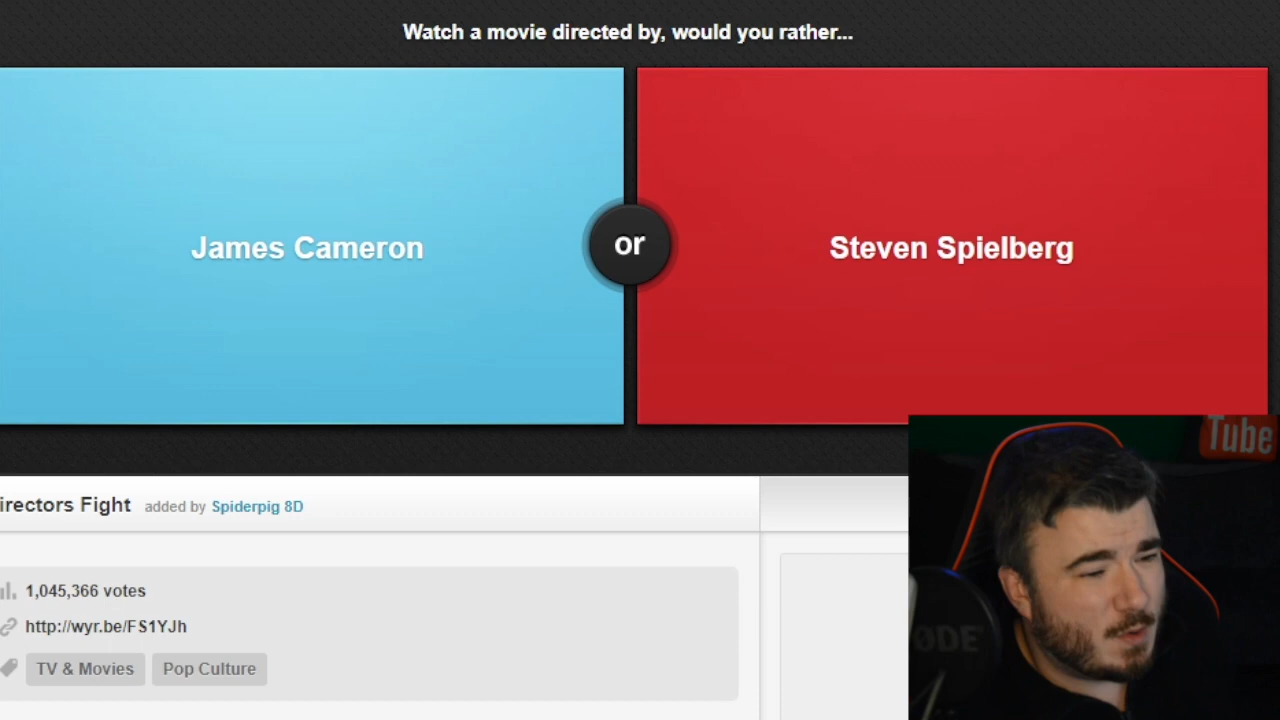 Watch a movie directed by, would you rather...
James Cameron
or
Steven Spielberg
irectors Fight added by Spiderpig 8D
1,045,366 votes
http://wyr.be/FS1YJh
TV & Movies Pop Culture
Tube
ODE